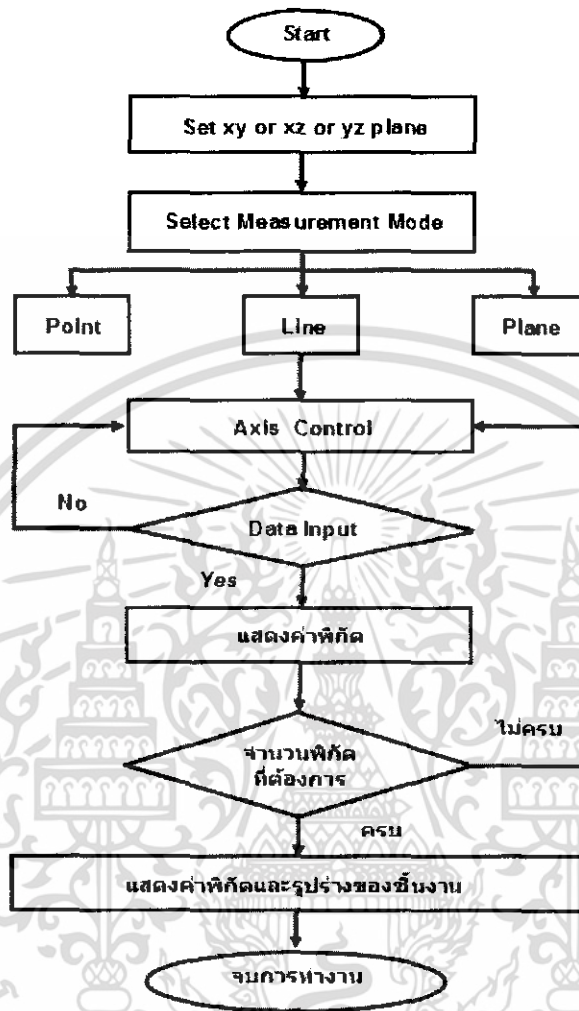 Start
Set xy or xz or yz plane
Select Measurement Mode
Point
Line
Plane
Axis Control
No
Data Input
Yes
แสดงค่าพิกัด
ไม่ครบ
จำนวนพิกัด
ที่ต้องการ
ครบ
แสดงค่าพิกัดและรูปร่างของชิ้นงาน
จบการทำงาน